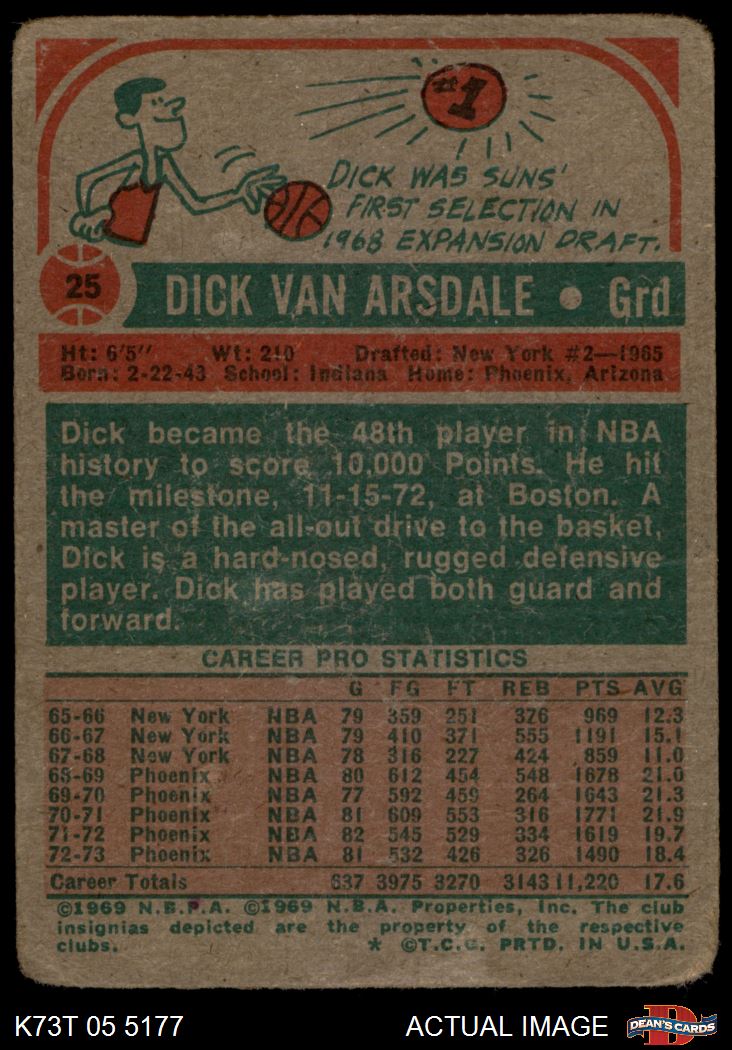 #1
DICK WAS SUNS'
FIRST SELECTION IN
1968 EXPANSION DRAFT.
25 DICK VAN ARSDALE • Grd
Ht: 6'5" Wt: 210 Drafted: New York #2—1965
Born: 2-22-43 School: Indiana Home: Phoenix, Arizona
Dick became the 48th player in NBA
history to score 10,000 Points. He hit
the milestone, 11-15-72, at Boston. A
master of the all-out drive to the basket,
Dick is a hard-nosed, rugged defensive
player. Dick has played both guard and
forward.
CAREER PRO STATISTICS
G FG FT REB PTS AVG
65-66 New York NBA 79 359 251 376 969 12.3
66-67 New York NBA 79 410 371 555 1191 15.1
67-68 New York NBA 78 316 227 424 859 11.0
68-69 Phoenix NBA 80 612 454 548 1678 21.0
69-70 Phoenix NBA 77 592 459 264 1643 21.3
70-71 Phoenix NBA 81 609 553 316 1771 21.9
71-72 Phoenix NBA 82 545 529 334 1619 19.7
72-73 Phoenix NBA 81 532 426 326 1490 18.4
Career Totals 637 3975 3270 3143 11,220 17.6
©1969 N.B.P.A. ©1969 N.B.A. Properties, Inc. The club
insignias depicted are the property of the respective
clubs. * ©T.C.G. PRTD. IN U.S.A.
K73T 05 5177 ACTUAL IMAGE D DEAN'S CARDS